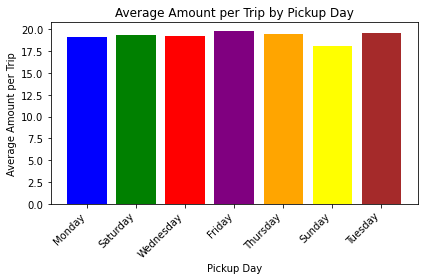 Average Amount per Trip by Pickup Day
Average Amount per Trip
20.0
17.5
15.0
12.5
10.0
7.5
5.0
2.5
0.0
Monday
Saturday
Wednesday
Friday
Thursday
Sunday
Tuesday
Pickup Day